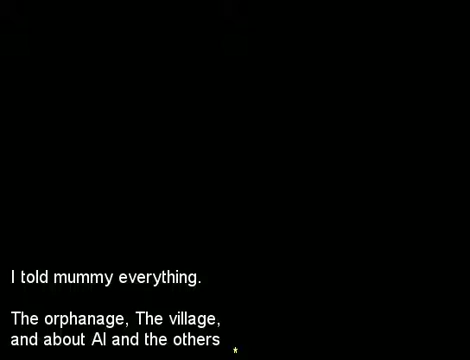 I told mummy everything.
The orphanage, The village,
and about Al and the others
*